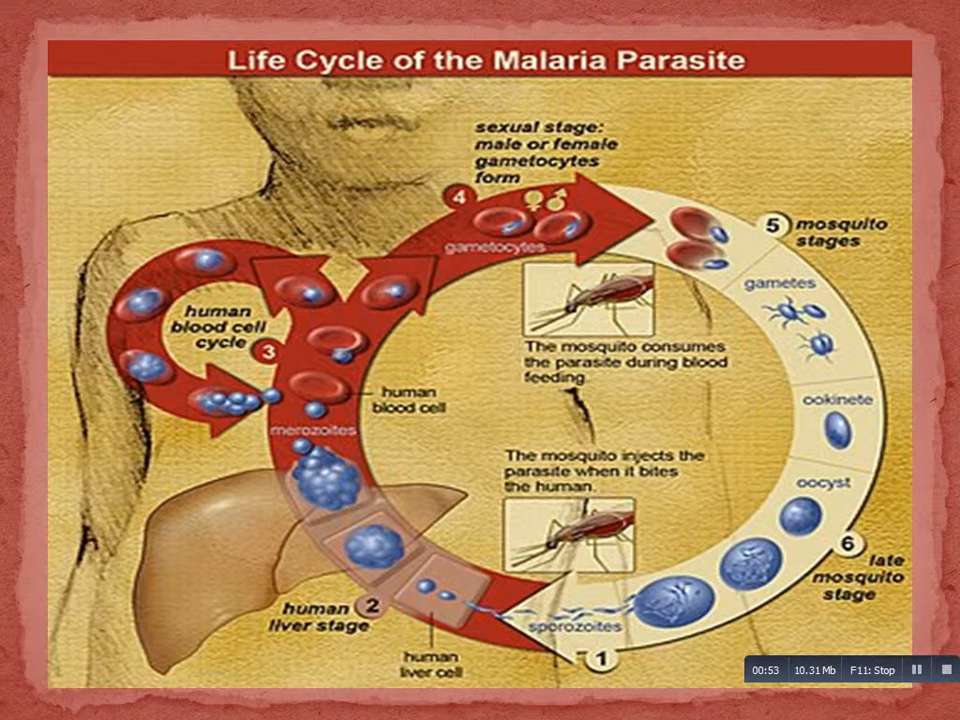 Life Cycle of the Malaria Parasite
sexual stage:
male or female
gametocytes
form
4
gametocytes
5
mosquito
stages
gametes
human
blood cell
cycle
3
The mosquito consumes
the parasite during blood
feeding.
human
blood cell
ookinete
merozoites
The mosquito injects the
parasite when it bites
the human.
oocyst
6
late
mosquito
stage
human
liver stage
2
sporozoites
1
human
liver cell
00:53 10.31 Mb F11: Stop